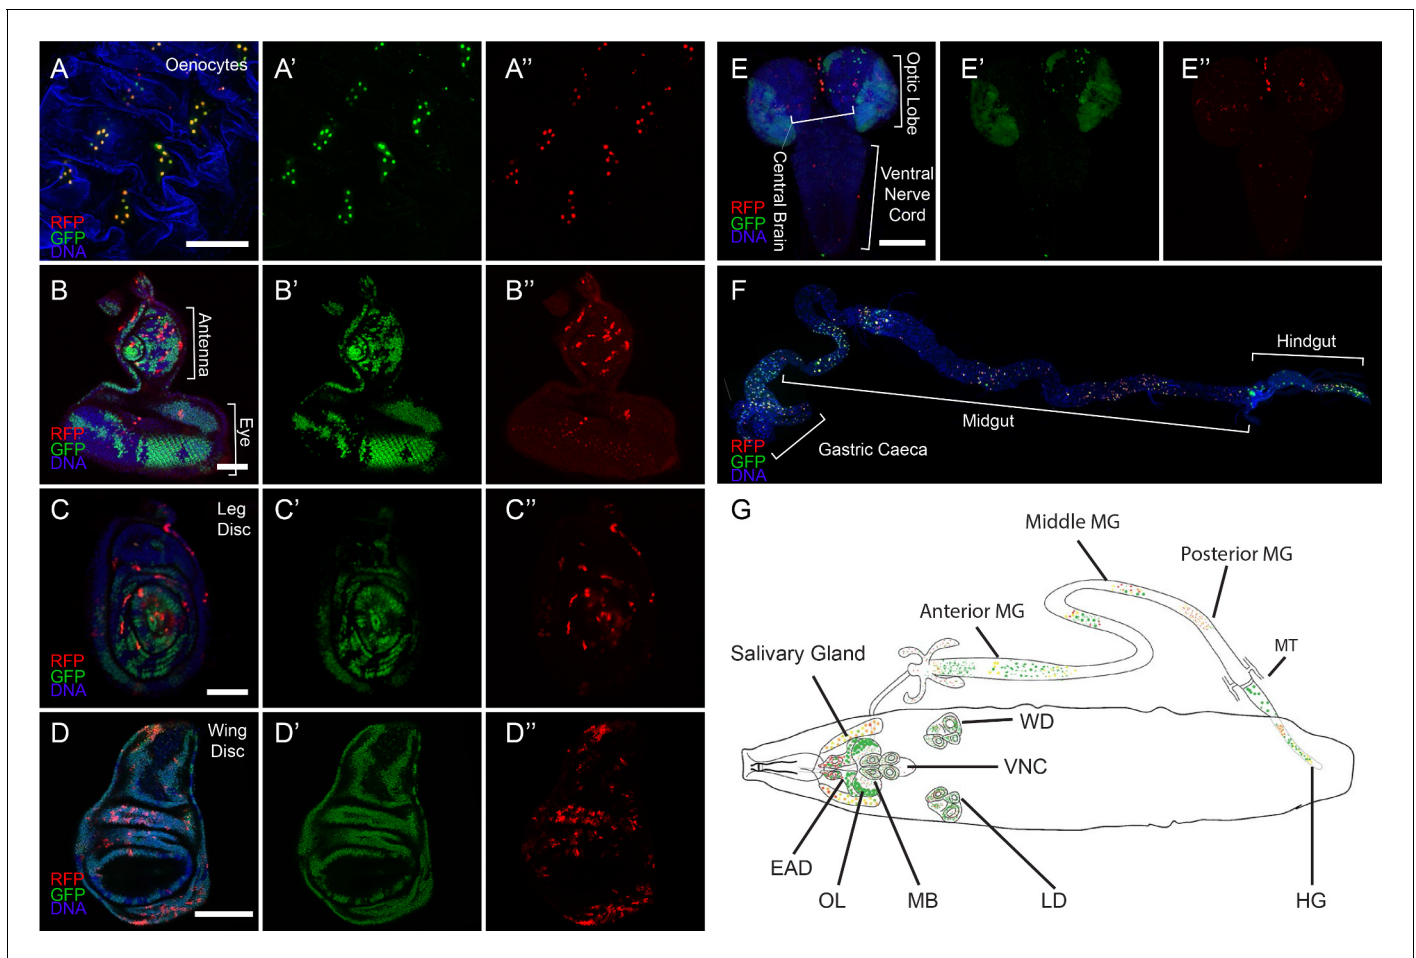 A
Oenocytes
RFP
GFP
DNA
A’
A’’
B
Antenna
Eye
RFP
GFP
DNA
B’
B’’
C
Leg
Disc
RFP
GFP
DNA
C’
C’’
D
Wing
Disc
RFP
GFP
DNA
D’
D’’
E
Optic Lobe
Central Brain
Ventral
Nerve
Cord
RFP
GFP
DNA
E’
E’’
F
Hindgut
Midgut
Gastric Caeca
RFP
GFP
DNA
G
Middle MG
Posterior MG
Anterior MG
MT
Salivary Gland
WD
VNC
EAD
OL
MB
LD
HG